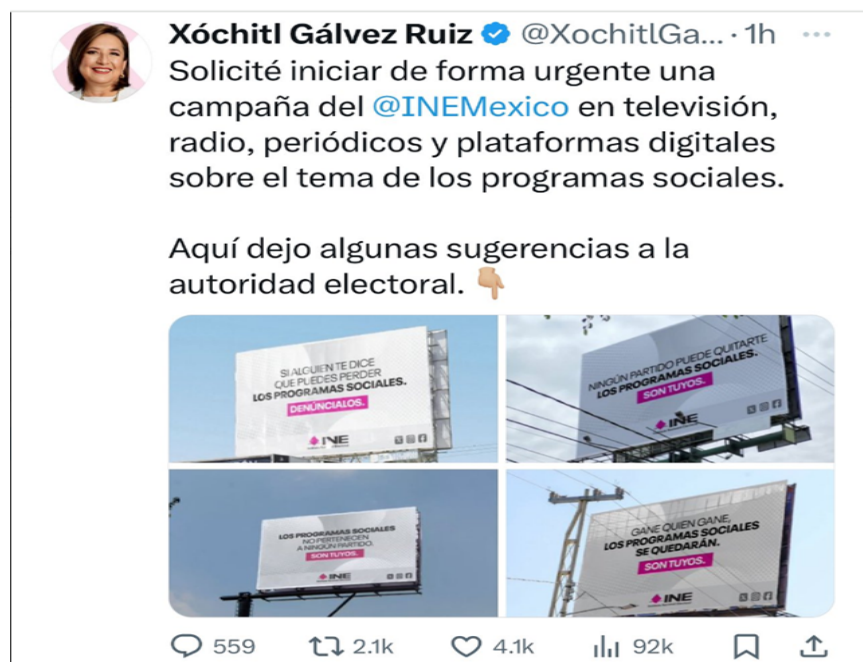 Xóchitl Gálvez Ruiz @XochitlGa... · 1h ...
Solicité iniciar de forma urgente una
campaña del @INEMexico en televisión,
radio, periódicos y plataformas digitales
sobre el tema de los programas sociales.
Aquí dejo algunas sugerencias a la
autoridad electoral. 👇🏼
SI ALGUIEN TE DICE
QUE PUEDES PERDER
LOS PROGRAMAS SOCIALES.
DENÚNCIALOS.
INE
NINGÚN PARTIDO PUEDE QUITARTE
LOS PROGRAMAS SOCIALES.
SON TUYOS.
INE
LOS PROGRAMAS SOCIALES
NO PERTENECEN
A NINGÚN PARTIDO.
SON TUYOS.
INE
GANE QUIEN GANE,
LOS PROGRAMAS SOCIALES
SE QUEDARÁN.
SON TUYOS.
INE
559 2.1k 4.1k 92k